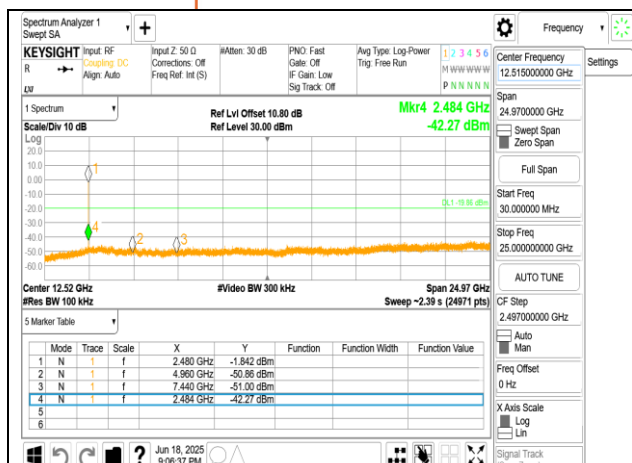 Spectrum Analyzer 1
Swept SA
Frequency
Settings
KEYSIGHT
R
LXI
Input: RF
Coupling: DC
Align: Auto
Input Z: 50 Ω
Corrections: Off
Freq Ref: Int (S)
#Atten: 30 dB
PNO: Fast
Gate: Off
IF Gain: Low
Sig Track: Off
Avg Type: Log-Power
Trig: Free Run
1 2 3 4 5 6
M W W W W W
P N N N N N
1 Spectrum
Scale/Div 10 dB
Ref Lvl Offset 10.80 dB
Ref Level 30.00 dBm
Mkr4 2.484 GHz
-42.27 dBm
Log
20.0
10.0
0.00
-10.0
-20.0
-30.0
-40.0
-50.0
-60.0
1
4
2
3
Center 12.52 GHz
#Res BW 100 kHz
#Video BW 300 kHz
Span 24.97 GHz
Sweep ~2.39 s (24971 pts)
5 Marker Table
Mode Trace Scale X Y Function Function Width Function Value
1 N 1 f 2.480 GHz -1.842 dBm
2 N 1 f 4.960 GHz -50.86 dBm
3 N 1 f 7.440 GHz -51.00 dBm
4 N 1 f 2.484 GHz -42.27 dBm
5
6
Jun 18, 2025
9:06:37 PM
Center Frequency
12.515000000 GHz
Span
24.9700000 GHz
Swept Span
Zero Span
Full Span
Start Freq
30.000000 MHz
Stop Freq
25.000000000 GHz
AUTO TUNE
CF Step
2.497000000 GHz
Auto
Man
Freq Offset
0 Hz
X Axis Scale
Log
Lin
Signal Track